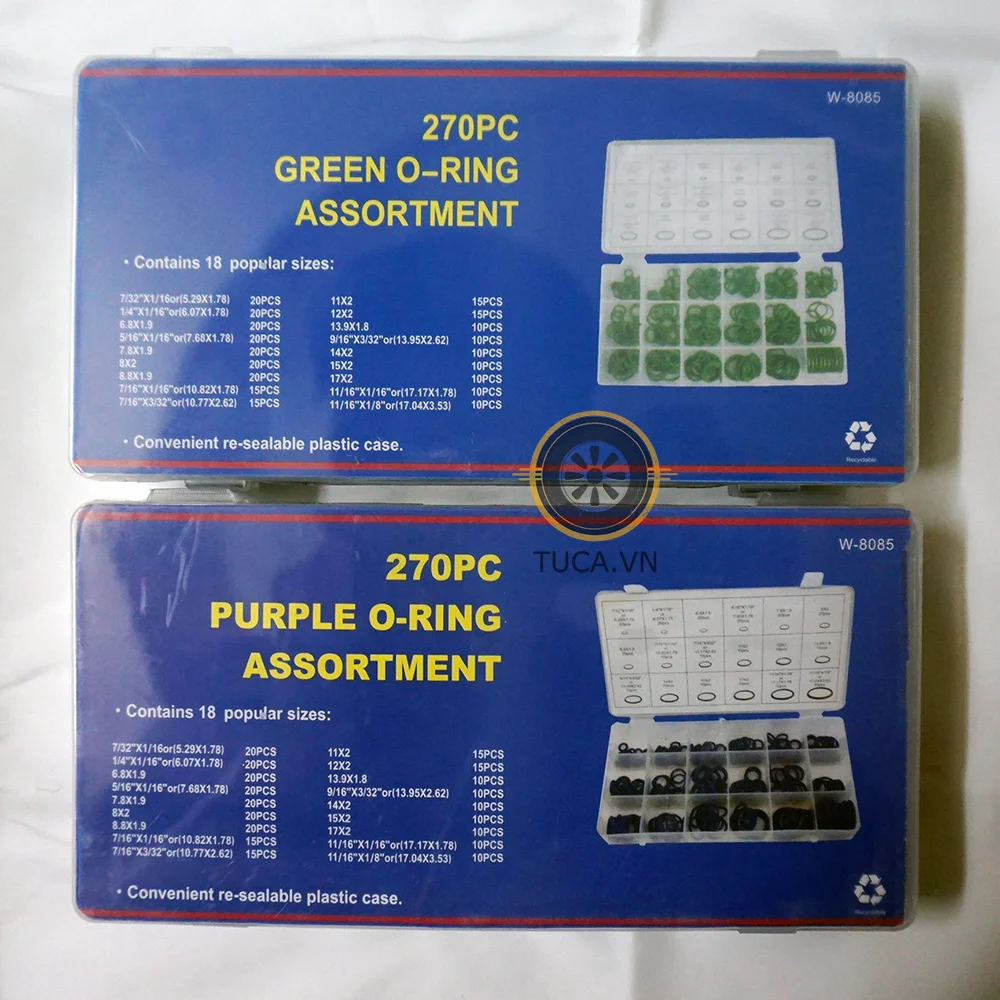 W-8085
270PC
GREEN O-RING
ASSORTMENT
· Contains 18 popular sizes:
7/32"X1/16or(5.29X1.78) 20PCS 11X2 15PCS
1/4"X1/16"or(6.07X1.78) 20PCS 12X2 15PCS
6.8X1.9 20PCS 13.9X1.8 10PCS
5/16"X1/16"or(7.68X1.78) 20PCS 9/16"X3/32"or(13.95X2.62) 10PCS
7.8X1.9 20PCS 14X2 10PCS
8X2 20PCS 15X2 10PCS
8.8X1.9 20PCS 17X2 10PCS
7/16"X1/16"or(10.82X1.78) 15PCS 11/16"X1/16"or(17.17X1.78) 10PCS
7/16"X3/32"or(10.77X2.62) 15PCS 11/16"X1/8"or(17.04X3.53) 10PCS
· Convenient re-sealable plastic case.
Recyclable
TUCA.VN
W-8085
270PC
PURPLE O-RING
ASSORTMENT
· Contains 18 popular sizes:
7/32"X1/16or(5.29X1.78) 20PCS 11X2 15PCS
1/4"X1/16"or(6.07X1.78) 20PCS 12X2 15PCS
6.8X1.9 20PCS 13.9X1.8 10PCS
5/16"X1/16"or(7.68X1.78) 20PCS 9/16"X3/32"or(13.95X2.62) 10PCS
7.8X1.9 20PCS 14X2 10PCS
8X2 20PCS 15X2 10PCS
8.8X1.9 20PCS 17X2 10PCS
7/16"X1/16"or(10.82X1.78) 15PCS 11/16"X1/16"or(17.17X1.78) 10PCS
7/16"X3/32"or(10.77X2.62) 15PCS 11/16"X1/8"or(17.04X3.53) 10PCS
· Convenient re-sealable plastic case.
Recyclable